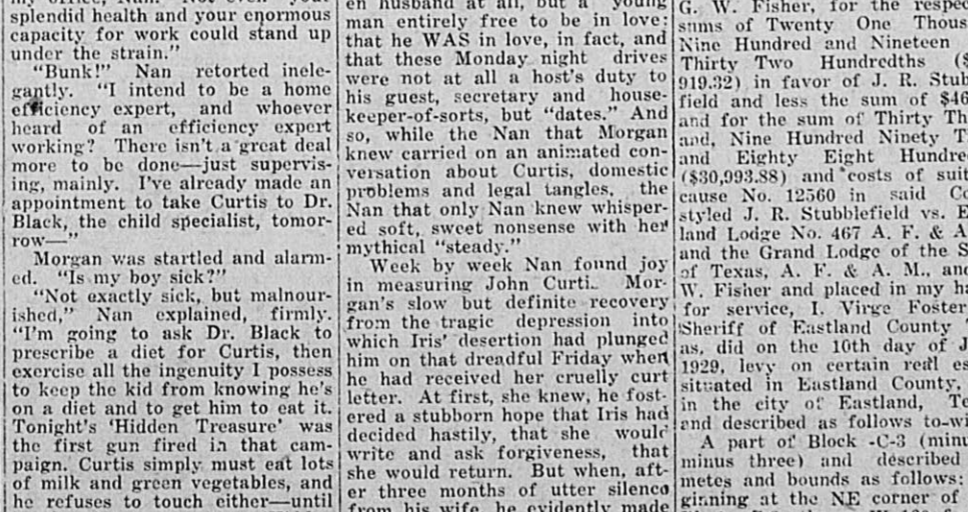 splendid health and your enormous
capacity for work could stand up
under the strain."
"Bunk!" Nan retorted inele-
gantly. "I intend to be a home
efficiency expert, and whoever
heard of an efficiency expert
working? There isn't a great deal
more to be done—just supervis-
ing, mainly. I've already made an
appointment to take Curtis to Dr.
Black, the child specialist, tomor-
row—"
Morgan was startled and alarm-
ed. "Is my boy sick?"
"Not exactly sick, but malnour-
ished," Nan explained, firmly.
"I'm going to ask Dr. Black to
prescribe a diet for Curtis, then
exercise all the ingenuity I possess
to keep the kid from knowing he's
on a diet and to get him to eat it.
Tonight's 'Hidden Treasure' was
the first gun fired in that cam-
paign. Curtis simply must eat lots
of milk and green vegetables, and
he refuses to touch either—until
en husband at all, but a young
man entirely free to be in love:
that he WAS in love, in fact, and
that these Monday night drives
were not at all a host's duty to
his guest, secretary and house-
keeper-of-sorts, but "dates." And
so, while the Nan that Morgan
knew carried on an animated con-
versation about Curtis, domestic
problems and legal tangles, the
Nan that only Nan knew whisper-
ed soft, sweet nonsense with her
mythical "steady."
Week by week Nan found joy
in measuring John Curti. Mor-
gan's slow but definite recovery
from the tragic depression into
which Iris' desertion had plunged
him on that dreadful Friday when
he had received her cruelly curt
letter. At first, she knew, he fost-
ered a stubborn hope that Iris had
decided hastily, that she would
write and ask forgiveness, that
she would return. But when, aft-
er three months of utter silence
from his wife, he evidently made
G. W. Fisher, for the respec
sums of Twenty One Thous
Nine Hundred and Nineteen
Thirty Two Hundredths ($
919.32) in favor of J. R. Stub
field and less the sum of $46
and for the sum of Thirty Th
and, Nine Hundred Ninety T
and Eighty Eight Hundre
($30,993.88) and costs of suit
cause No. 12560 in said Co
styled J. R. Stubblefield vs. E
land Lodge No. 467 A. F. & A
and the Grand Lodge of the S
of Texas, A. F. & A. M., and
W. Fisher and placed in my ha
for service, I. Virge Foster
Sheriff of Eastland County
as, did on the 10th day of J
1929, levy on certain real es
situated in Eastland County,
in the city of Eastland, Te
and described as follows to-wi
A part of Block -C-3 (minu
minus three) and described
metes and bounds as follows:
ginning at the NE corner of